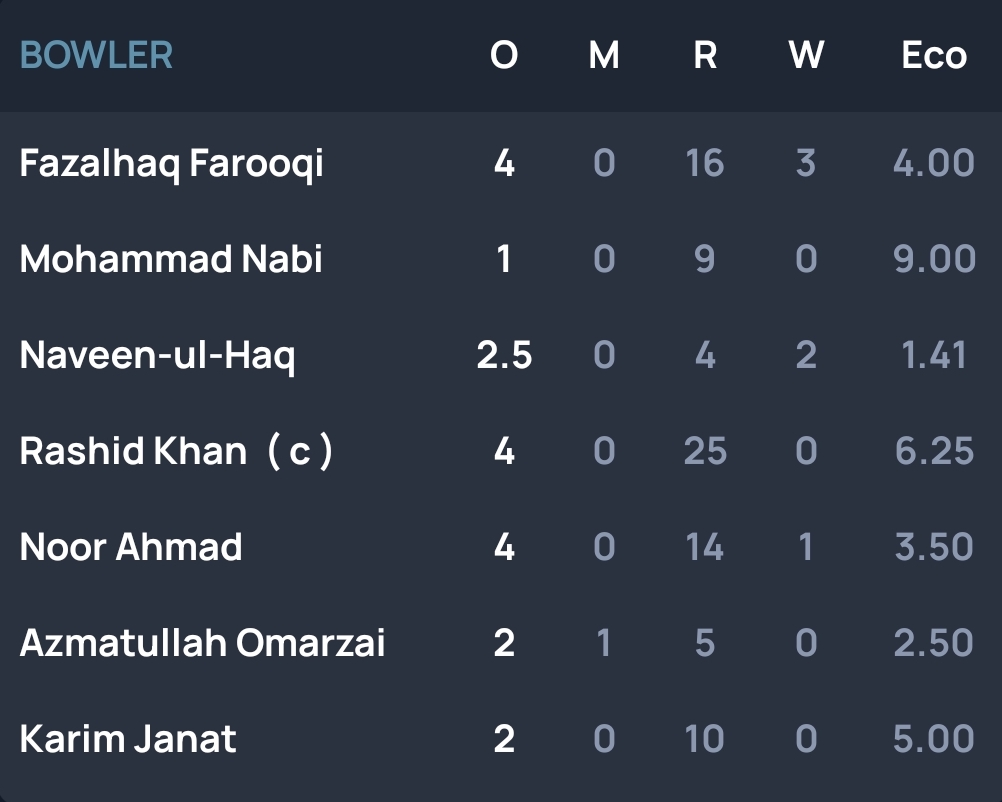 BOWLER O M R W Eco
Fazalhaq Farooqi 4 0 16 3 4.00
Mohammad Nabi 1 0 9 0 9.00
Naveen-ul-Haq 2.5 0 4 2 1.41
Rashid Khan ( c ) 4 0 25 0 6.25
Noor Ahmad 4 0 14 1 3.50
Azmatullah Omarzai 2 1 5 0 2.50
Karim Janat 2 0 10 0 5.00